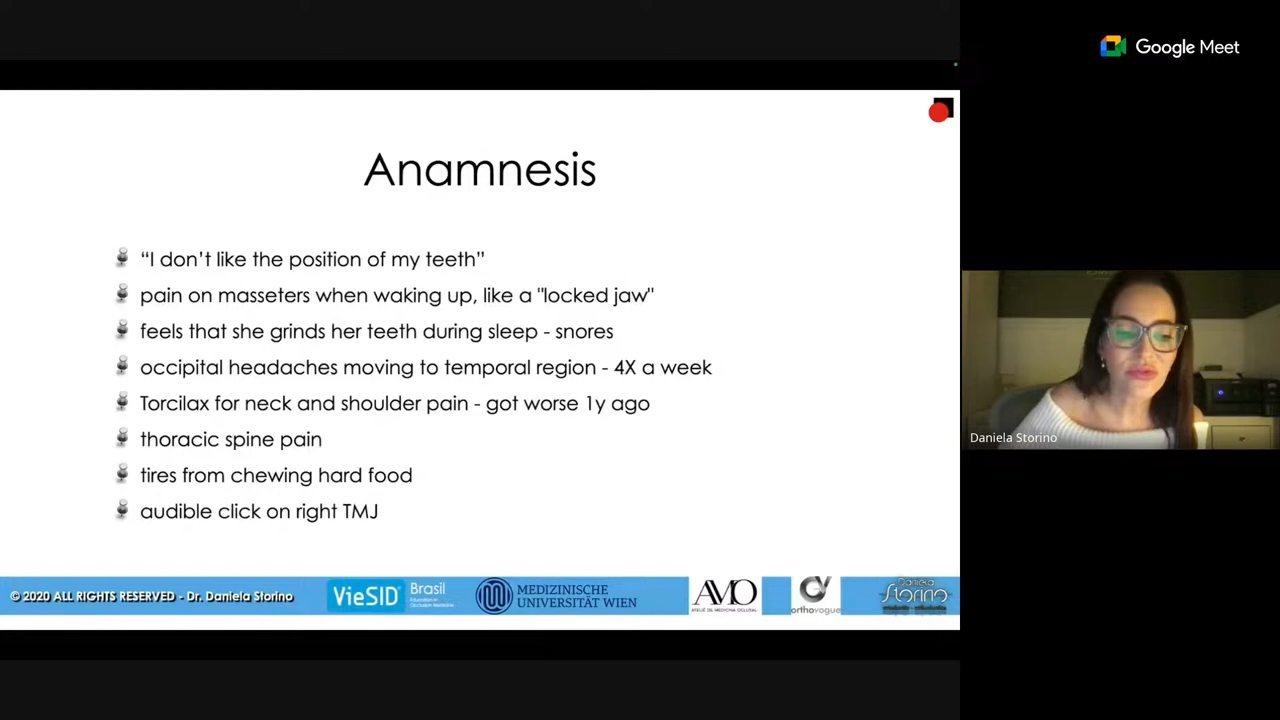 Google Meet
Anamnesis
“I don’t like the position of my teeth”
pain on masseters when waking up, like a "locked jaw"
feels that she grinds her teeth during sleep - snores
occipital headaches moving to temporal region - 4X a week
Torcilax for neck and shoulder pain - got worse 1y ago
thoracic spine pain
tires from chewing hard food
audible click on right TMJ
Daniela Storino
© 2020 ALL RIGHTS RESERVED - Dr. Daniela Storino
VieSID® Brasil
MEDIZINISCHE
UNIVERSITÄT WIEN
AMO
ATELIÊ DE MEDICINA OCLUSAL
orthovogue
Daniela
Storino